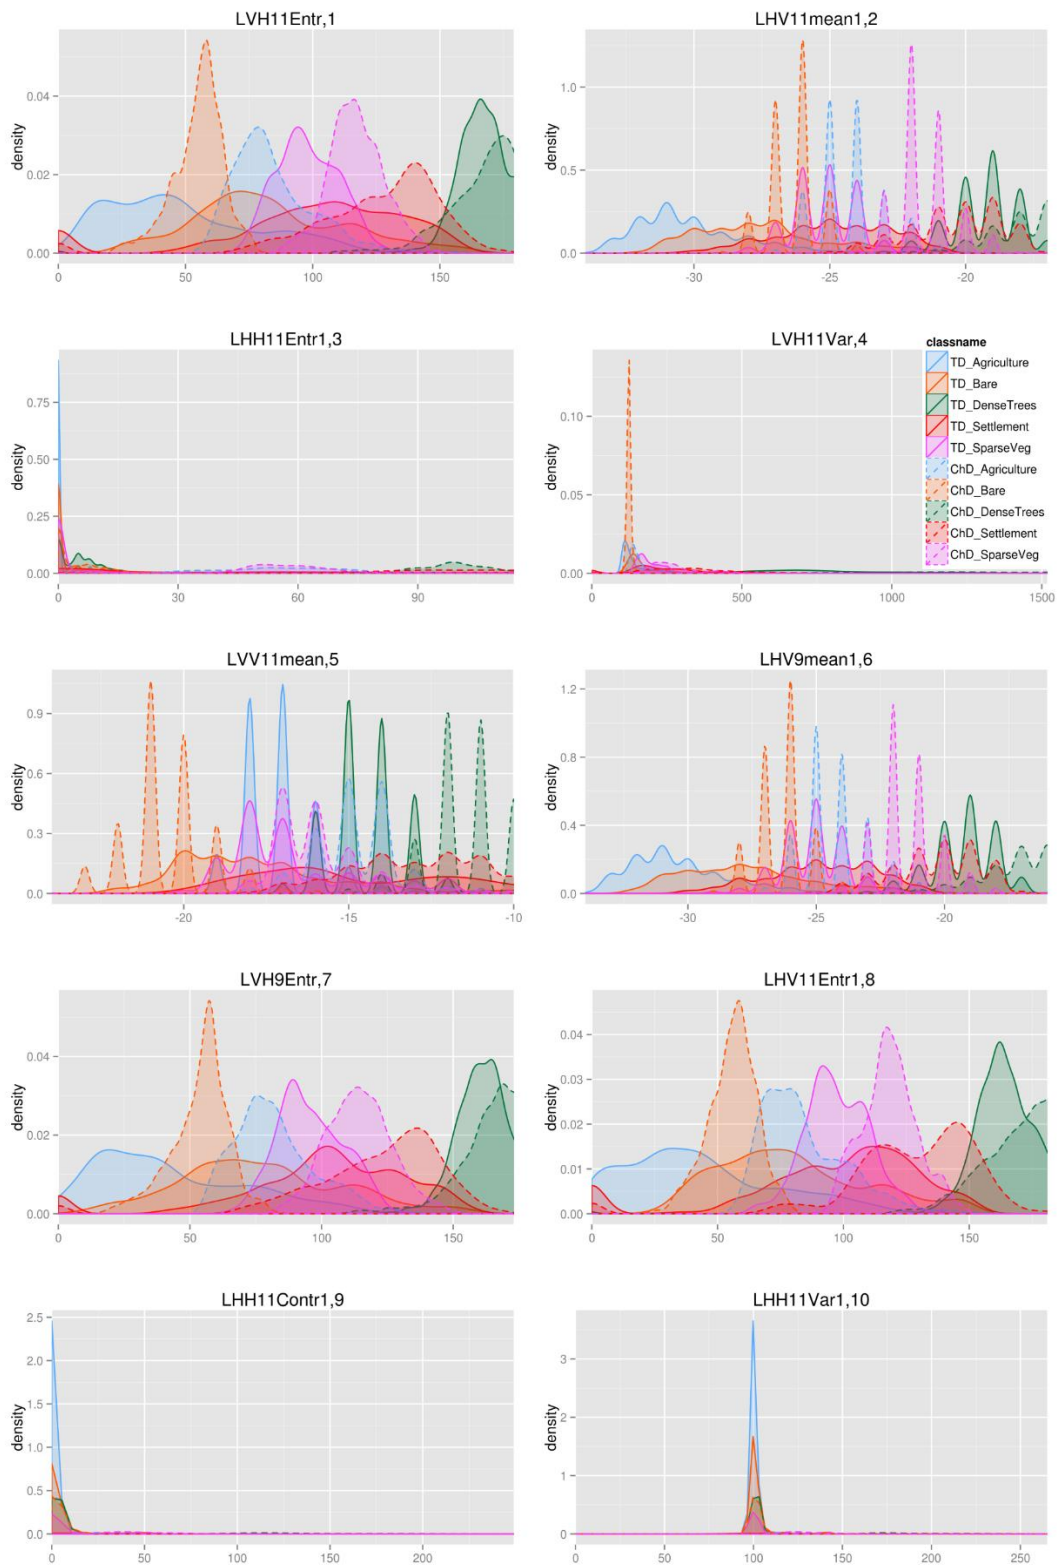 LVH11Entr,1
density
0.04
0.02
0.00
0 50 100 150
LHV11mean1,2
density
1.0
0.5
0.0
-30 -25 -20
LHH11Entr1,3
density
0.75
0.50
0.25
0.00
0 30 60 90
LVH11Var,4
density
0.10
0.05
0.00
0 500 1000 1500
classname
TD_Agriculture
TD_Bare
TD_DenseTrees
TD_Settlement
TD_SparseVeg
ChD_Agriculture
ChD_Bare
ChD_DenseTrees
ChD_Settlement
ChD_SparseVeg
LVV11mean,5
density
0.9
0.6
0.3
0.0
-20 -15 -10
LHV9mean1,6
density
1.2
0.8
0.4
0.0
-30 -25 -20
LVH9Entr,7
density
0.04
0.02
0.00
0 50 100 150
LHV11Entr1,8
density
0.04
0.03
0.02
0.01
0.00
0 50 100 150
LHH11Contr1,9
density
2.5
2.0
1.5
1.0
0.5
0.0
0 50 100 150 200
LHH11Var1,10
density
3
2
1
0
0 50 100 150 200 250